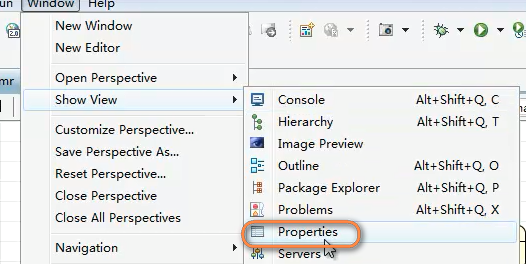 un Window Help
New Window
New Editor
Open Perspective
Show View
Customize Perspective...
Save Perspective As...
Reset Perspective...
Close Perspective
Close All Perspectives
Navigation
mr
2.0
Console Alt+Shift+Q, C
Hierarchy Alt+Shift+Q, T
Image Preview
Outline Alt+Shift+Q, O
Package Explorer Alt+Shift+Q, P
Problems Alt+Shift+Q, X
Properties
Servers